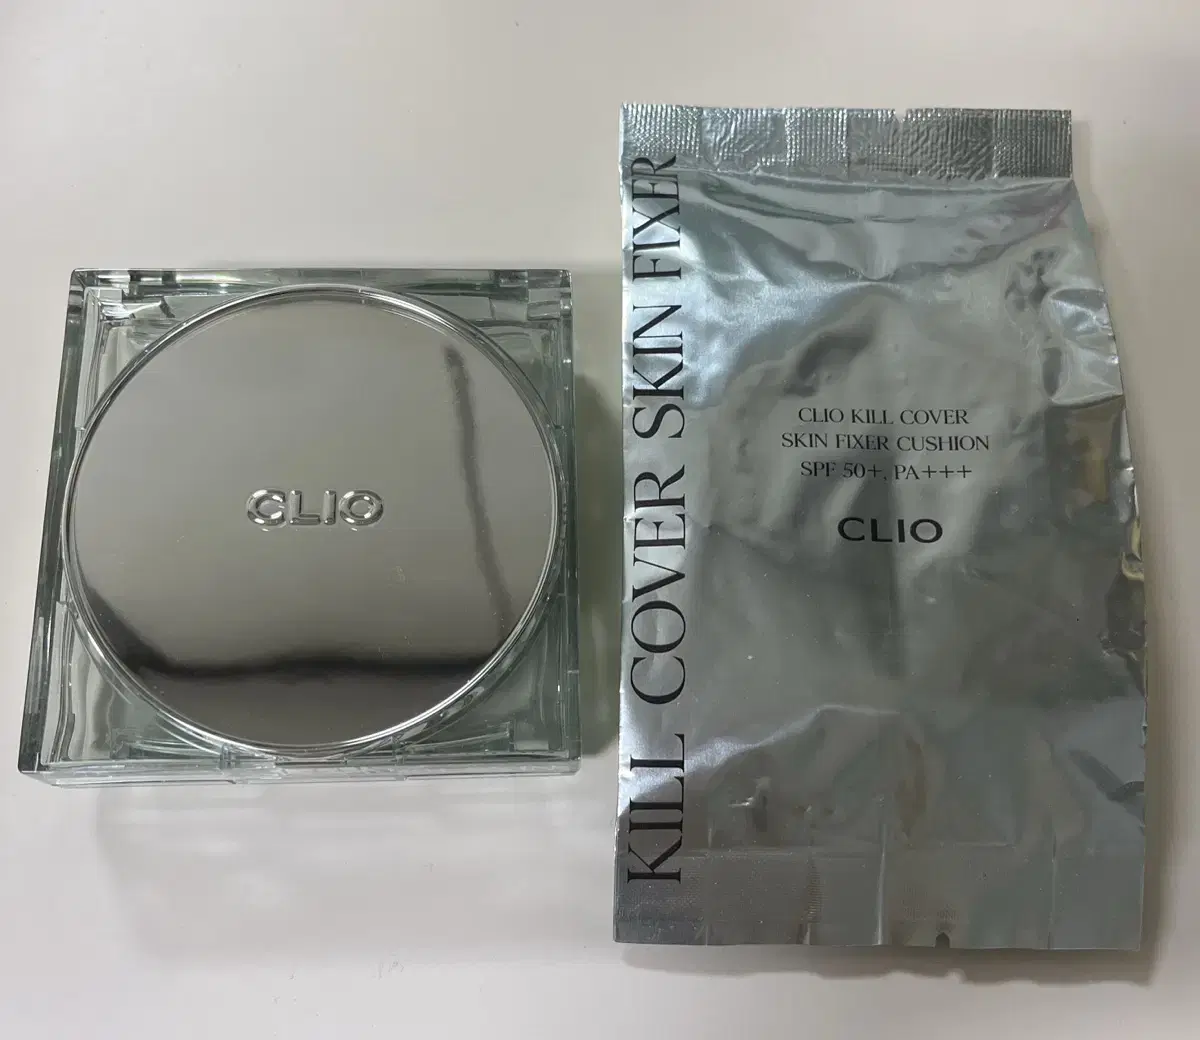 CLIO
KILL COVER SKIN FIXER
CLIO KILL COVER
SKIN FIXER CUSHION
SPF 50+, PA+++
CLIO